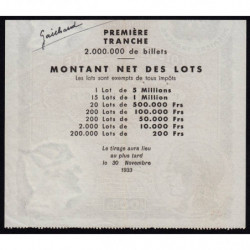 Guichard
PREMIÈRE
TRANCHE
2.000.000 de billets
MONTANT NET DES LOTS
Les lots sont exempts de tous impôts
1 Lot de 5 Millions
15 Lots de 1 Million
20 Lots de 500.000 Frs
200 Lots de 100.000 Frs
200 Lots de 50.000 Frs
2.000 Lots de 10.000 Frs
200.000 Lots de 200 Frs
Le tirage aura lieu
au plus tard
le 30 Novembre
1933